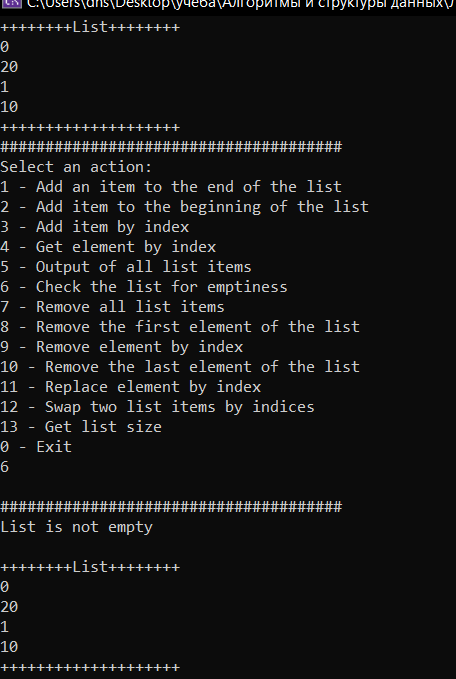 C:\Users\dns\Desktop\учеба\Алгоритмы и структуры данных\
++++++++List++++++++
0
20
1
10
++++++++++++++++++++
######################################
Select an action:
1 - Add an item to the end of the list
2 - Add item to the beginning of the list
3 - Add item by index
4 - Get element by index
5 - Output of all list items
6 - Check the list for emptiness
7 - Remove all list items
8 - Remove the first element of the list
9 - Remove element by index
10 - Remove the last element of the list
11 - Replace element by index
12 - Swap two list items by indices
13 - Get list size
0 - Exit
6
######################################
List is not empty
++++++++List++++++++
0
20
1
10
++++++++++++++++++++